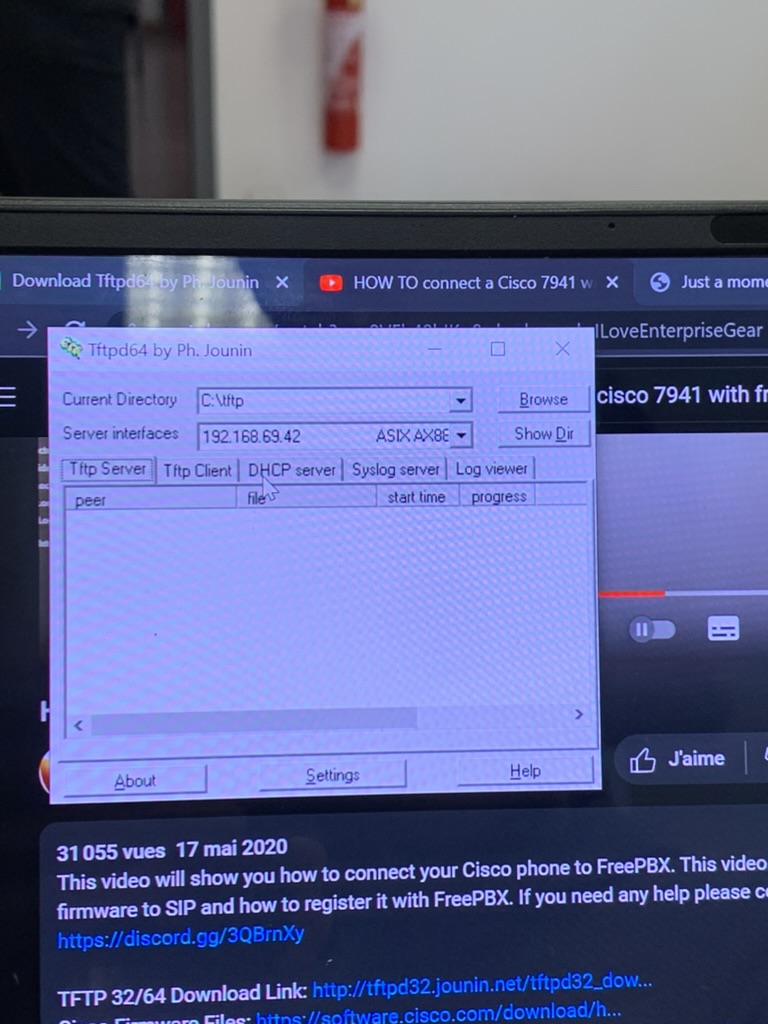 Download Tftpd64 by Ph. Jounin
HOW TO connect a Cisco 7941 w
Just a mome
ILoveEnterpriseGear
Tftpd64 by Ph. Jounin
Current Directory C:\tftp Browse
cisco 7941 with fr
Server interfaces 192.168.69.42 ASIX AX88 Show Dir
Tftp Server Tftp Client DHCP server Syslog server Log viewer
peer file start time progress
About Settings Help
J'aime
31 055 vues 17 mai 2020
This video will show you how to connect your Cisco phone to FreePBX. This video
firmware to SIP and how to register it with FreePBX. If you need any help please co
https://discord.gg/3QBrnXy
TFTP 32/64 Download Link: http://tftpd32.jounin.net/tftpd32_dow...
Cisco Firmware Files: https://software.cisco.com/download/h...